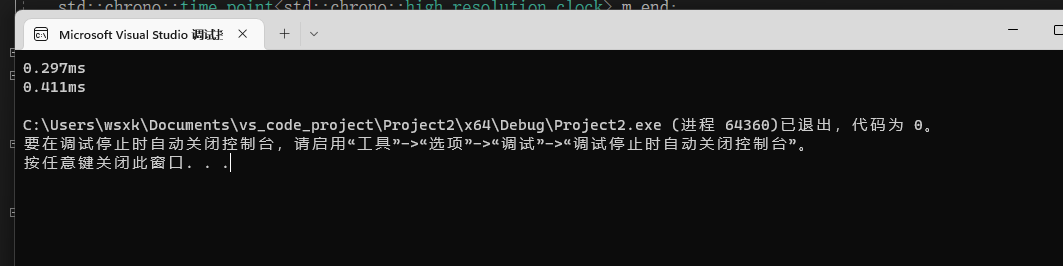 std::chrono::time_point<std::chrono::high_resolution_clock> m_end;
Microsoft Visual Studio 调试控
0.297ms
0.411ms
C:\Users\wsxk\Documents\vs_code_project\Project2\x64\Debug\Project2.exe (进程 64360)已退出，代码为 0。
要在调试停止时自动关闭控制台，请启用“工具”->“选项”->“调试”->“调试停止时自动关闭控制台”。
按任意键关闭此窗口. . .